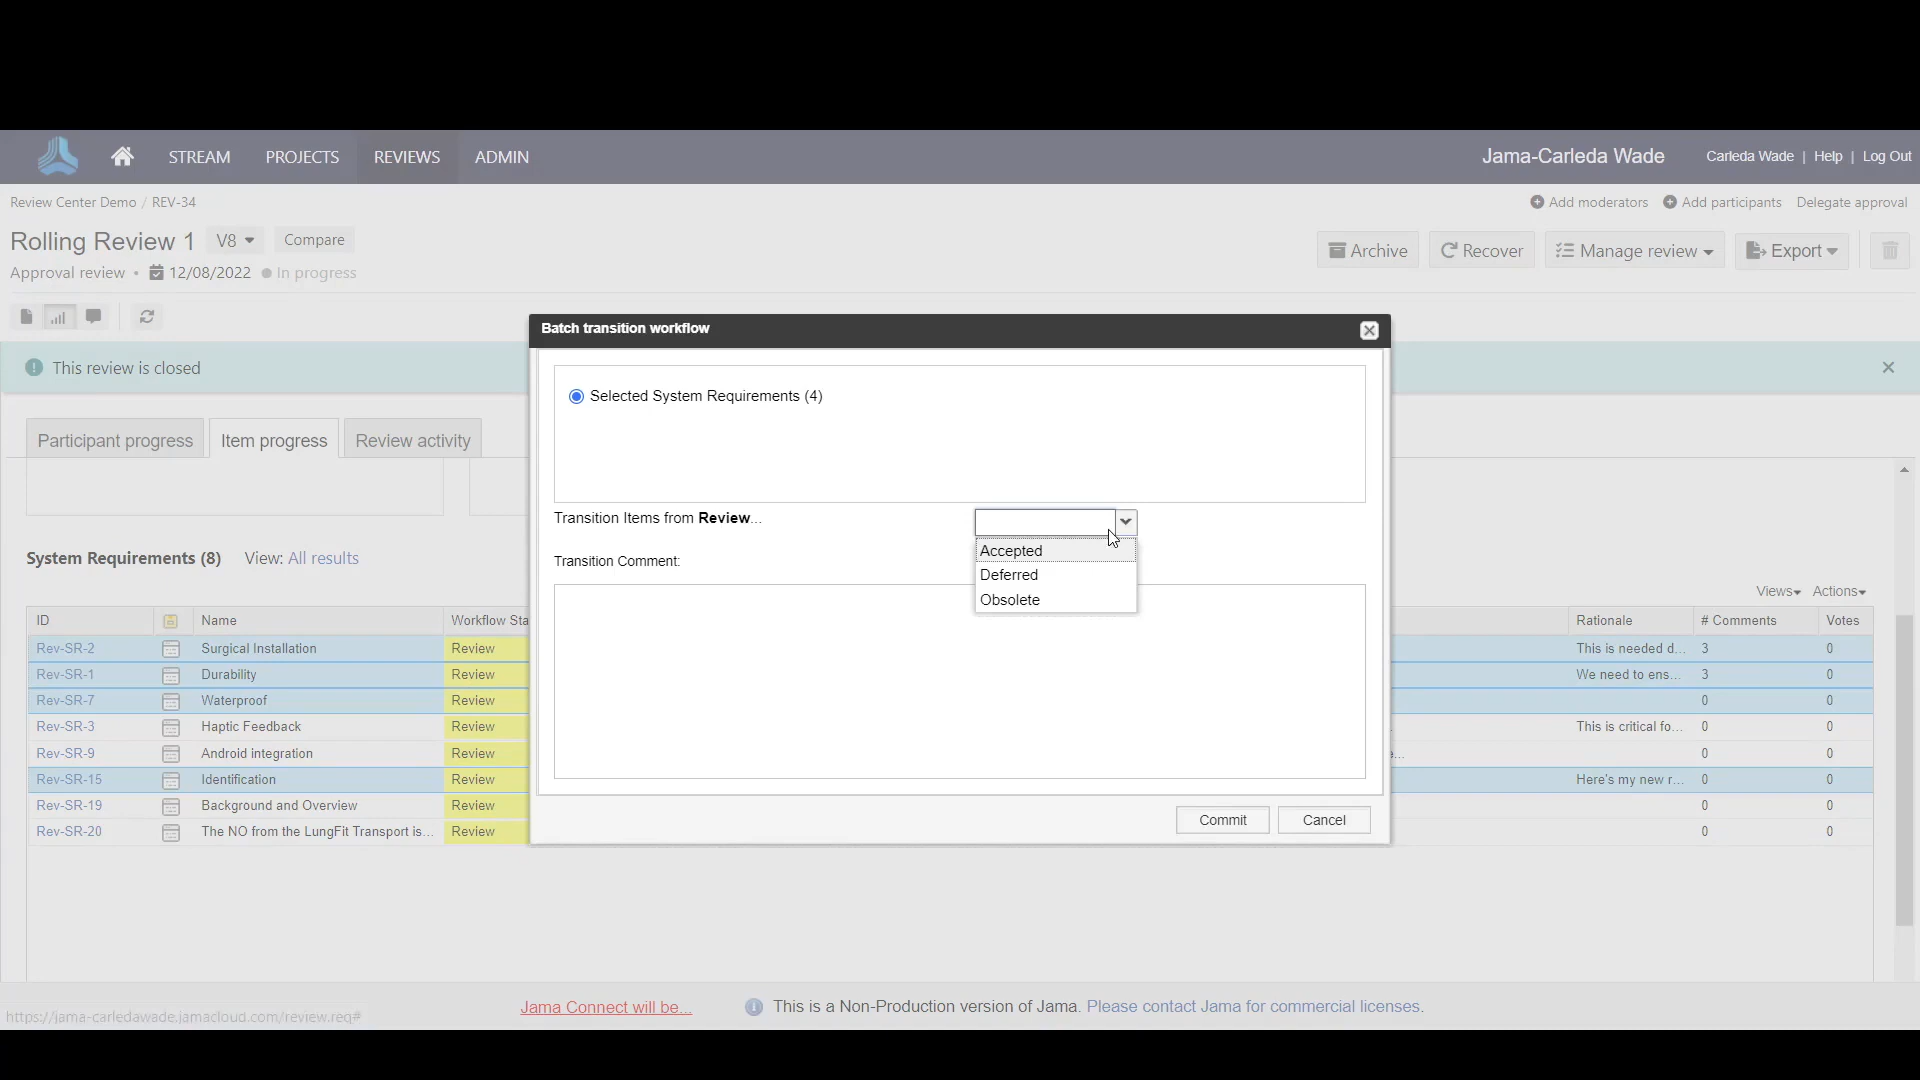 STREAM PROJECTS REVIEWS ADMIN Jama-Carleda Wade Carleda Wade | Help | Log Out
Review Center Demo / REV-34 Add moderators Add participants Delegate approval
Rolling Review 1 V8 Compare Archive Recover Manage review Export
Approval review • 12/08/2022 In progress
Batch transition workflow
This review is closed
Selected System Requirements (4)
Participant progress Item progress Review activity
Transition Items from Review...
Accepted
Deferred
Obsolete
Transition Comment:
System Requirements (8) View: All results
Views Actions
ID Name Workflow Sta Rationale # Comments Votes
Rev-SR-2 Surgical Installation Review This is needed d... 3 0
Rev-SR-1 Durability Review We need to ens... 3 0
Rev-SR-7 Waterproof Review 0 0
Rev-SR-3 Haptic Feedback Review This is critical fo... 0 0
Rev-SR-9 Android integration Review e... 0 0
Rev-SR-15 Identification Review Here's my new r... 0 0
Rev-SR-19 Background and Overview Review 0 0
Rev-SR-20 The NO from the LungFit Transport is... Review 0 0
Commit Cancel
Jama Connect will be... This is a Non-Production version of Jama. Please contact Jama for commercial licenses.
https://jama-carledawade.jamacloud.com/review.req#